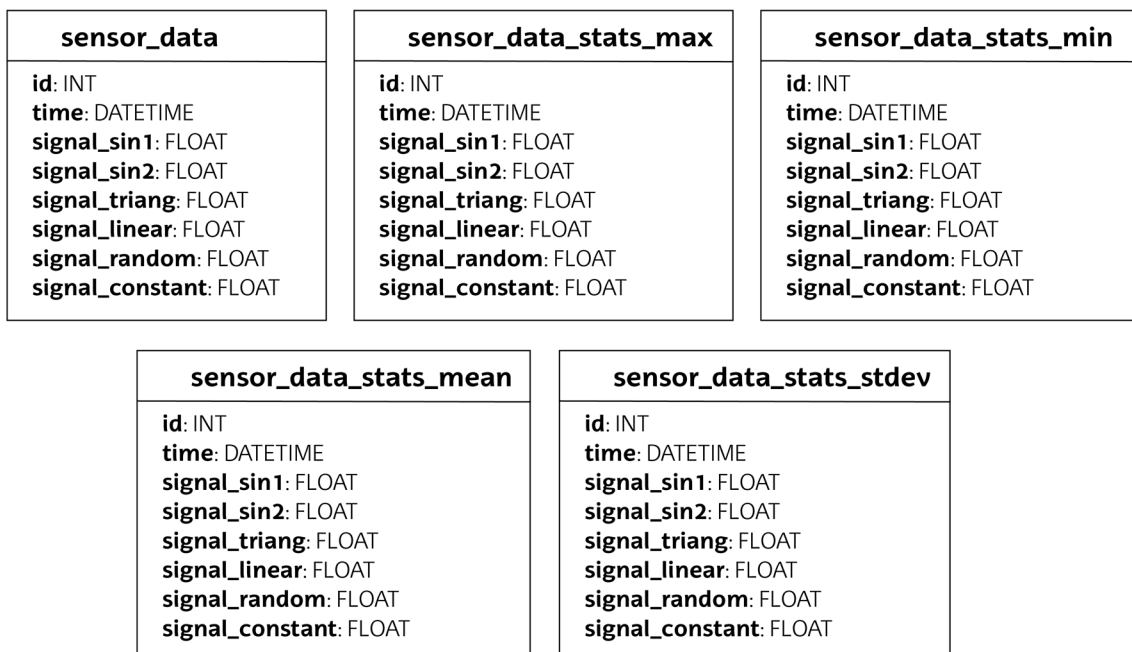 sensor_data
id: INT
time: DATETIME
signal_sin1: FLOAT
signal_sin2: FLOAT
signal_triang: FLOAT
signal_linear: FLOAT
signal_random: FLOAT
signal_constant: FLOAT
sensor_data_stats_max
id: INT
time: DATETIME
signal_sin1: FLOAT
signal_sin2: FLOAT
signal_triang: FLOAT
signal_linear: FLOAT
signal_random: FLOAT
signal_constant: FLOAT
sensor_data_stats_min
id: INT
time: DATETIME
signal_sin1: FLOAT
signal_sin2: FLOAT
signal_triang: FLOAT
signal_linear: FLOAT
signal_random: FLOAT
signal_constant: FLOAT
sensor_data_stats_mean
id: INT
time: DATETIME
signal_sin1: FLOAT
signal_sin2: FLOAT
signal_triang: FLOAT
signal_linear: FLOAT
signal_random: FLOAT
signal_constant: FLOAT
sensor_data_stats_stdev
id: INT
time: DATETIME
signal_sin1: FLOAT
signal_sin2: FLOAT
signal_triang: FLOAT
signal_linear: FLOAT
signal_random: FLOAT
signal_constant: FLOAT